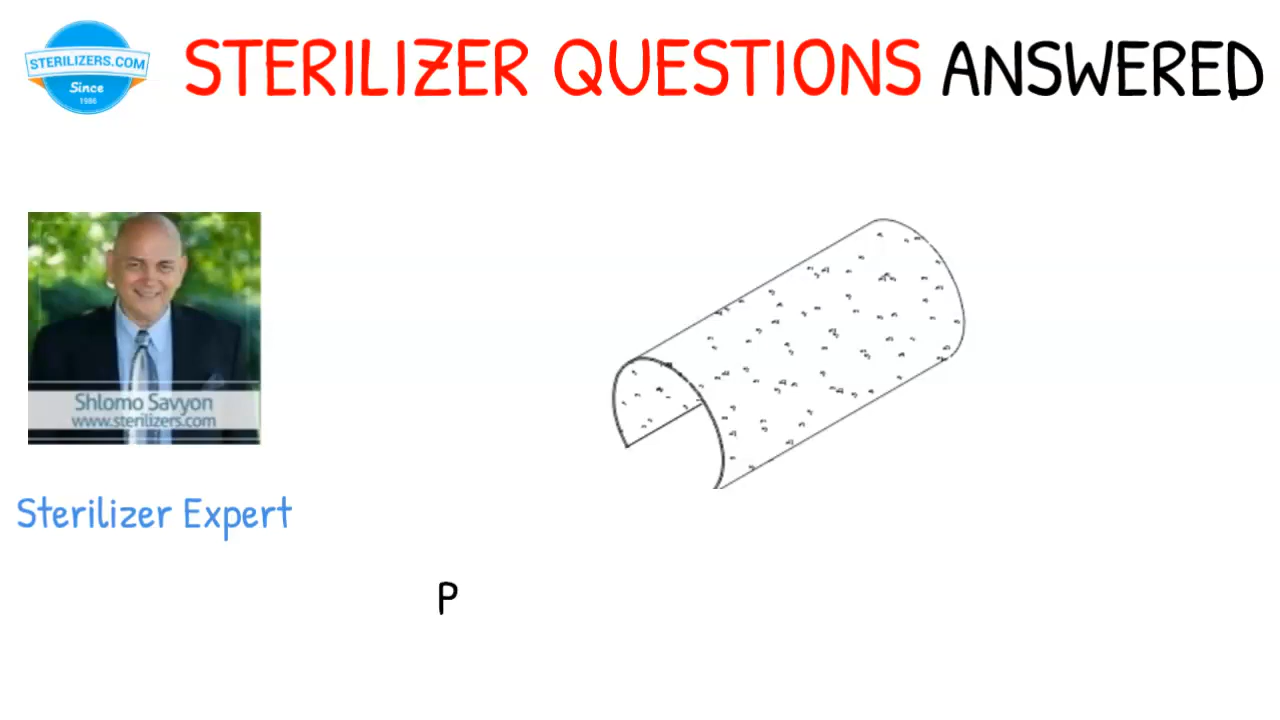 STERILIZERS.COM
Since
1986
STERILIZER QUESTIONS ANSWERED
Shlomo Savyon
www.sterilizers.com
Sterilizer Expert
P